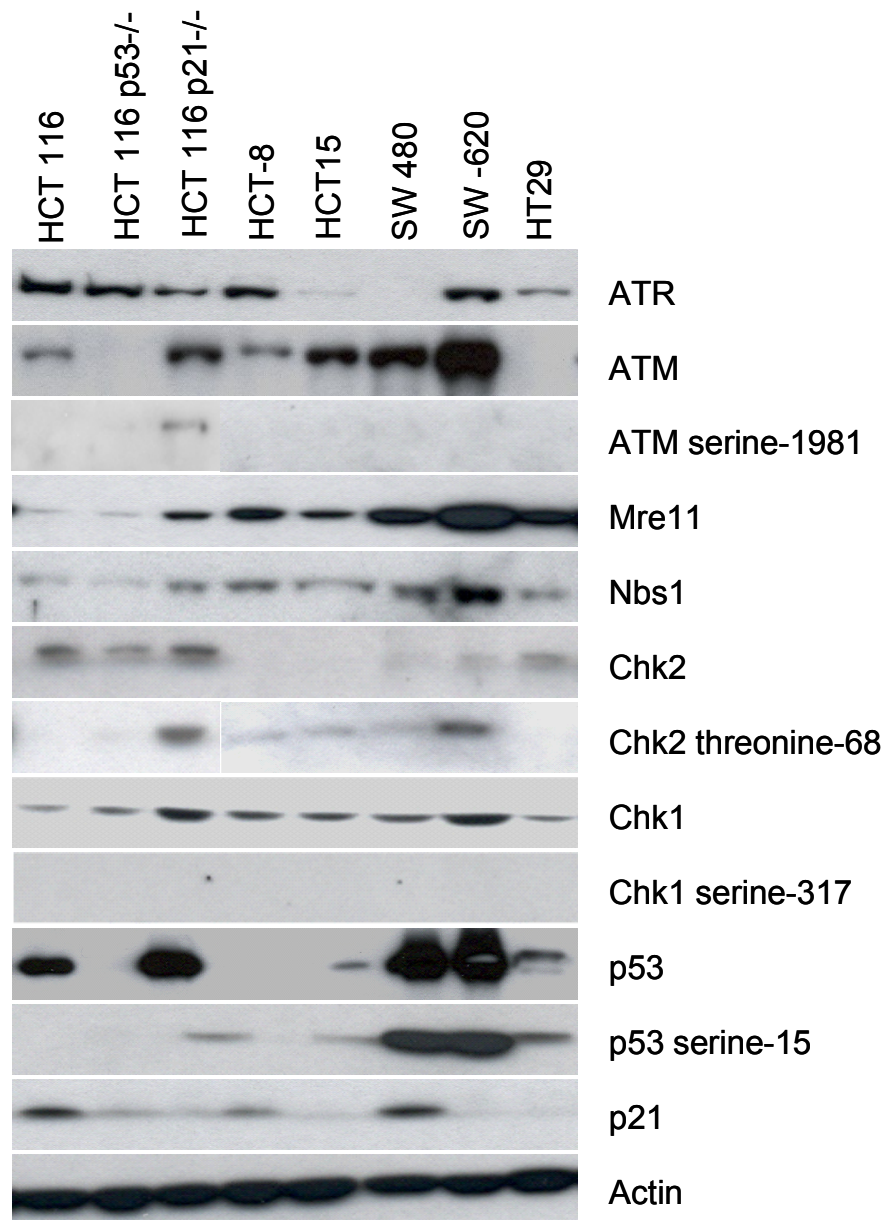 HCT 116
HCT 116 p53-/-
HCT 116 p21-/-
HCT-8
HCT15
SW 480
SW -620
HT29
ATR
ATM
ATM serine-1981
Mre11
Nbs1
Chk2
Chk2 threonine-68
Chk1
Chk1 serine-317
p53
p53 serine-15
p21
Actin